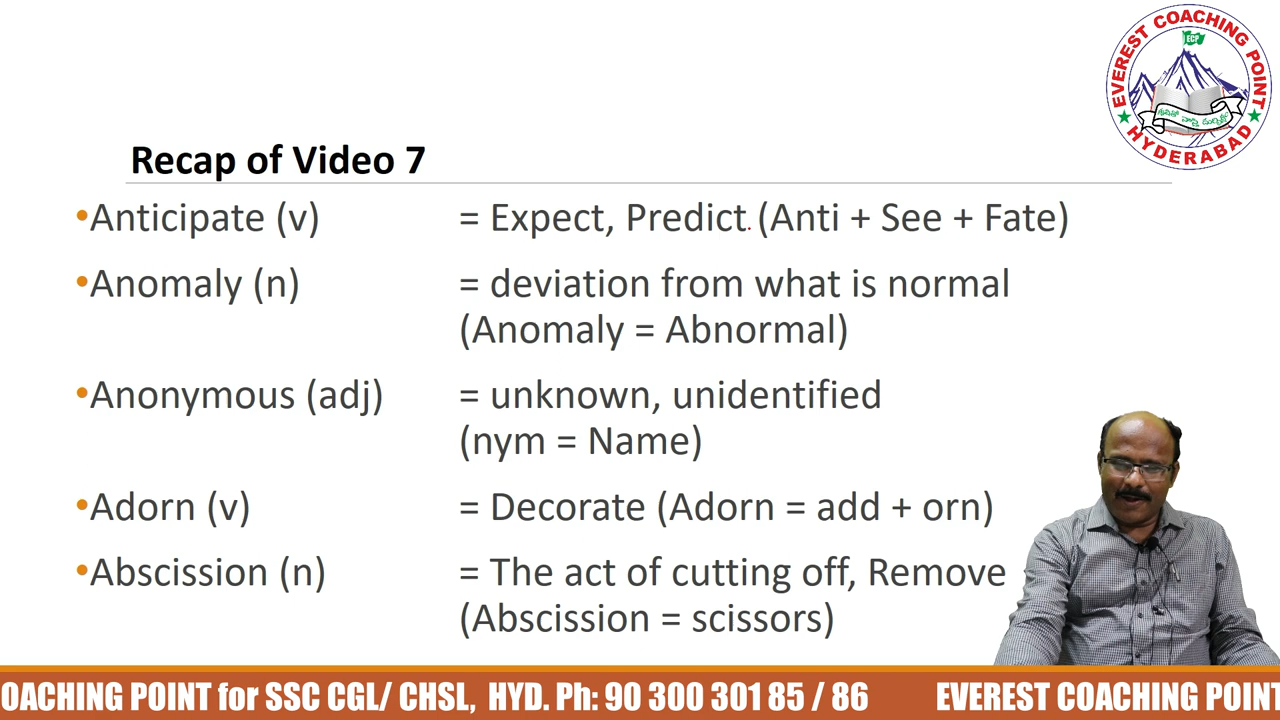 EVEREST COACHING POINT
ECP
HYDERABAD
Recap of Video 7
•Anticipate (v) = Expect, Predict. (Anti + See + Fate)
•Anomaly (n) = deviation from what is normal
(Anomaly = Abnormal)
•Anonymous (adj) = unknown, unidentified
(nym = Name)
•Adorn (v) = Decorate (Adorn = add + orn)
•Abscission (n) = The act of cutting off, Remove
(Abscission = scissors)
OACHING POINT for SSC CGL/ CHSL, HYD. Ph: 90 300 301 85 / 86 EVEREST COACHING POINT